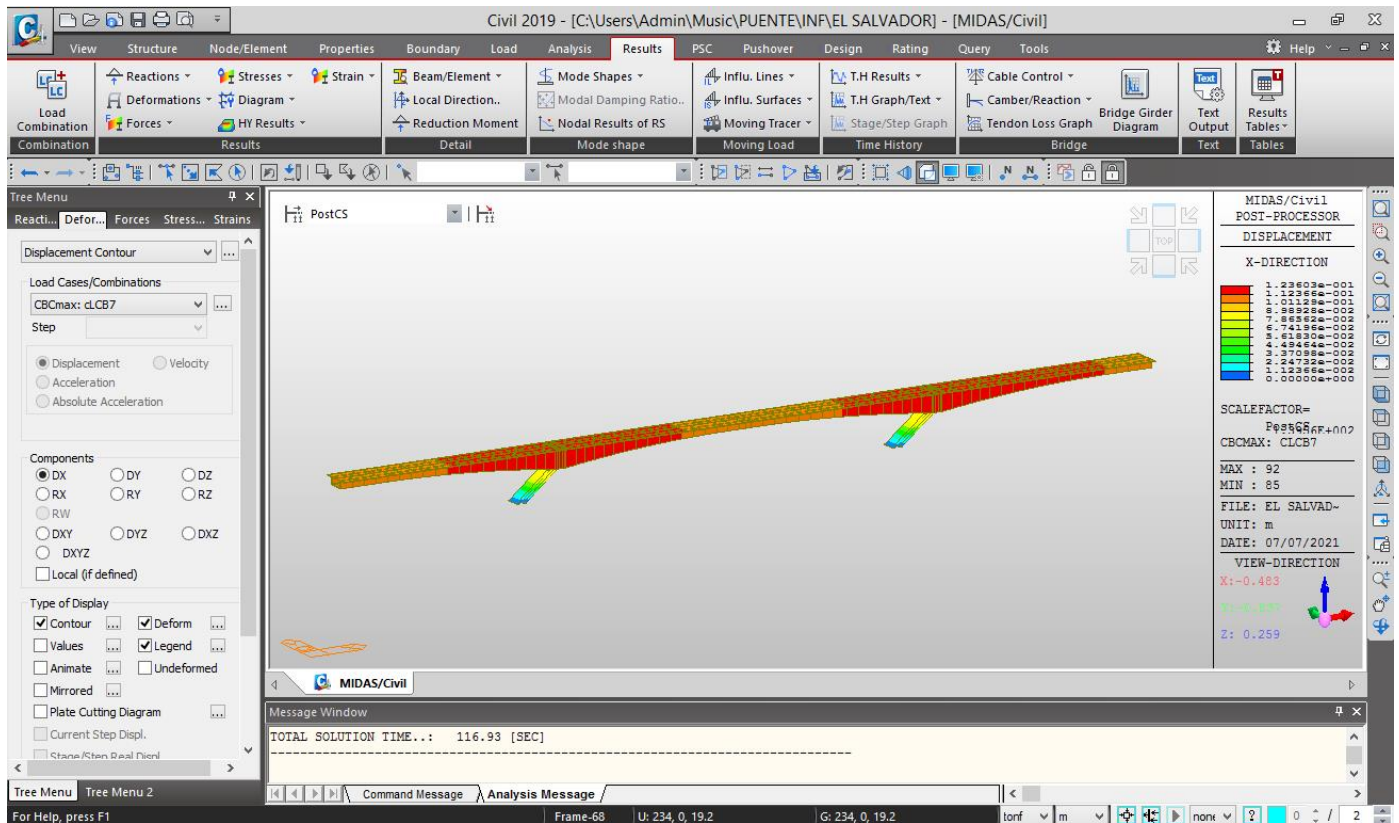 Civil 2019 - [C:\Users\Admin\Music\PUENTE\INF\EL SALVADOR] - [MIDAS/Civil]
View Structure Node/Element Properties Boundary Load Analysis Results PSC Pushover Design Rating Query Tools Help
Load Combination
Reactions Stresses Strain Beam/Element Mode Shapes Influ. Lines T.H Results Cable Control
Deformations Diagram Local Direction.. Modal Damping Ratio.. Influ. Surfaces T.H Graph/Text Camber/Reaction
Forces HY Results Reduction Moment Nodal Results of RS Moving Tracer Stage/Step Graph Tendon Loss Graph
Bridge Girder Diagram
Text Output
Results Tables
Combination Results Detail Mode shape Moving Load Time History Bridge Text Tables
Tree Menu
Reacti... Defor... Forces Stress... Strains
Displacement Contour ...
Load Cases/Combinations
CBCmax: cLCB7 ...
Step
Displacement Velocity
Acceleration
Absolute Acceleration
Components
DX DY DZ
RX RY RZ
RW
DXY DYZ DXZ
DXYZ
Local (if defined)
Type of Display
Contour ... Deform ...
Values ... Legend ...
Animate ... Undeformed
Mirrored ...
Plate Cutting Diagram ...
Current Step Displ.
Stage/Step Real Displ.
Tree Menu Tree Menu 2
PostCS
TOP
MIDAS/Civil
POST-PROCESSOR
DISPLACEMENT
X-DIRECTION
1.23603e-001
1.12366e-001
1.01129e-001
8.98928e-002
7.86562e-002
6.74196e-002
5.61830e-002
4.49464e-002
3.37098e-002
2.24732e-002
1.12366e-002
0.00000e+000
SCALEFACTOR=
PostCS
CBCMAX: CLCB7
MAX : 92
MIN : 85
FILE: EL SALVAD~
UNIT: m
DATE: 07/07/2021
VIEW-DIRECTION
X:-0.483
Z: 0.259
MIDAS/Civil
Message Window
TOTAL SOLUTION TIME..: 116.93 [SEC]
Command Message Analysis Message
For Help, press F1 Frame-68 U: 234, 0, 19.2 G: 234, 0, 19.2 tonf m none ? 0 / 2